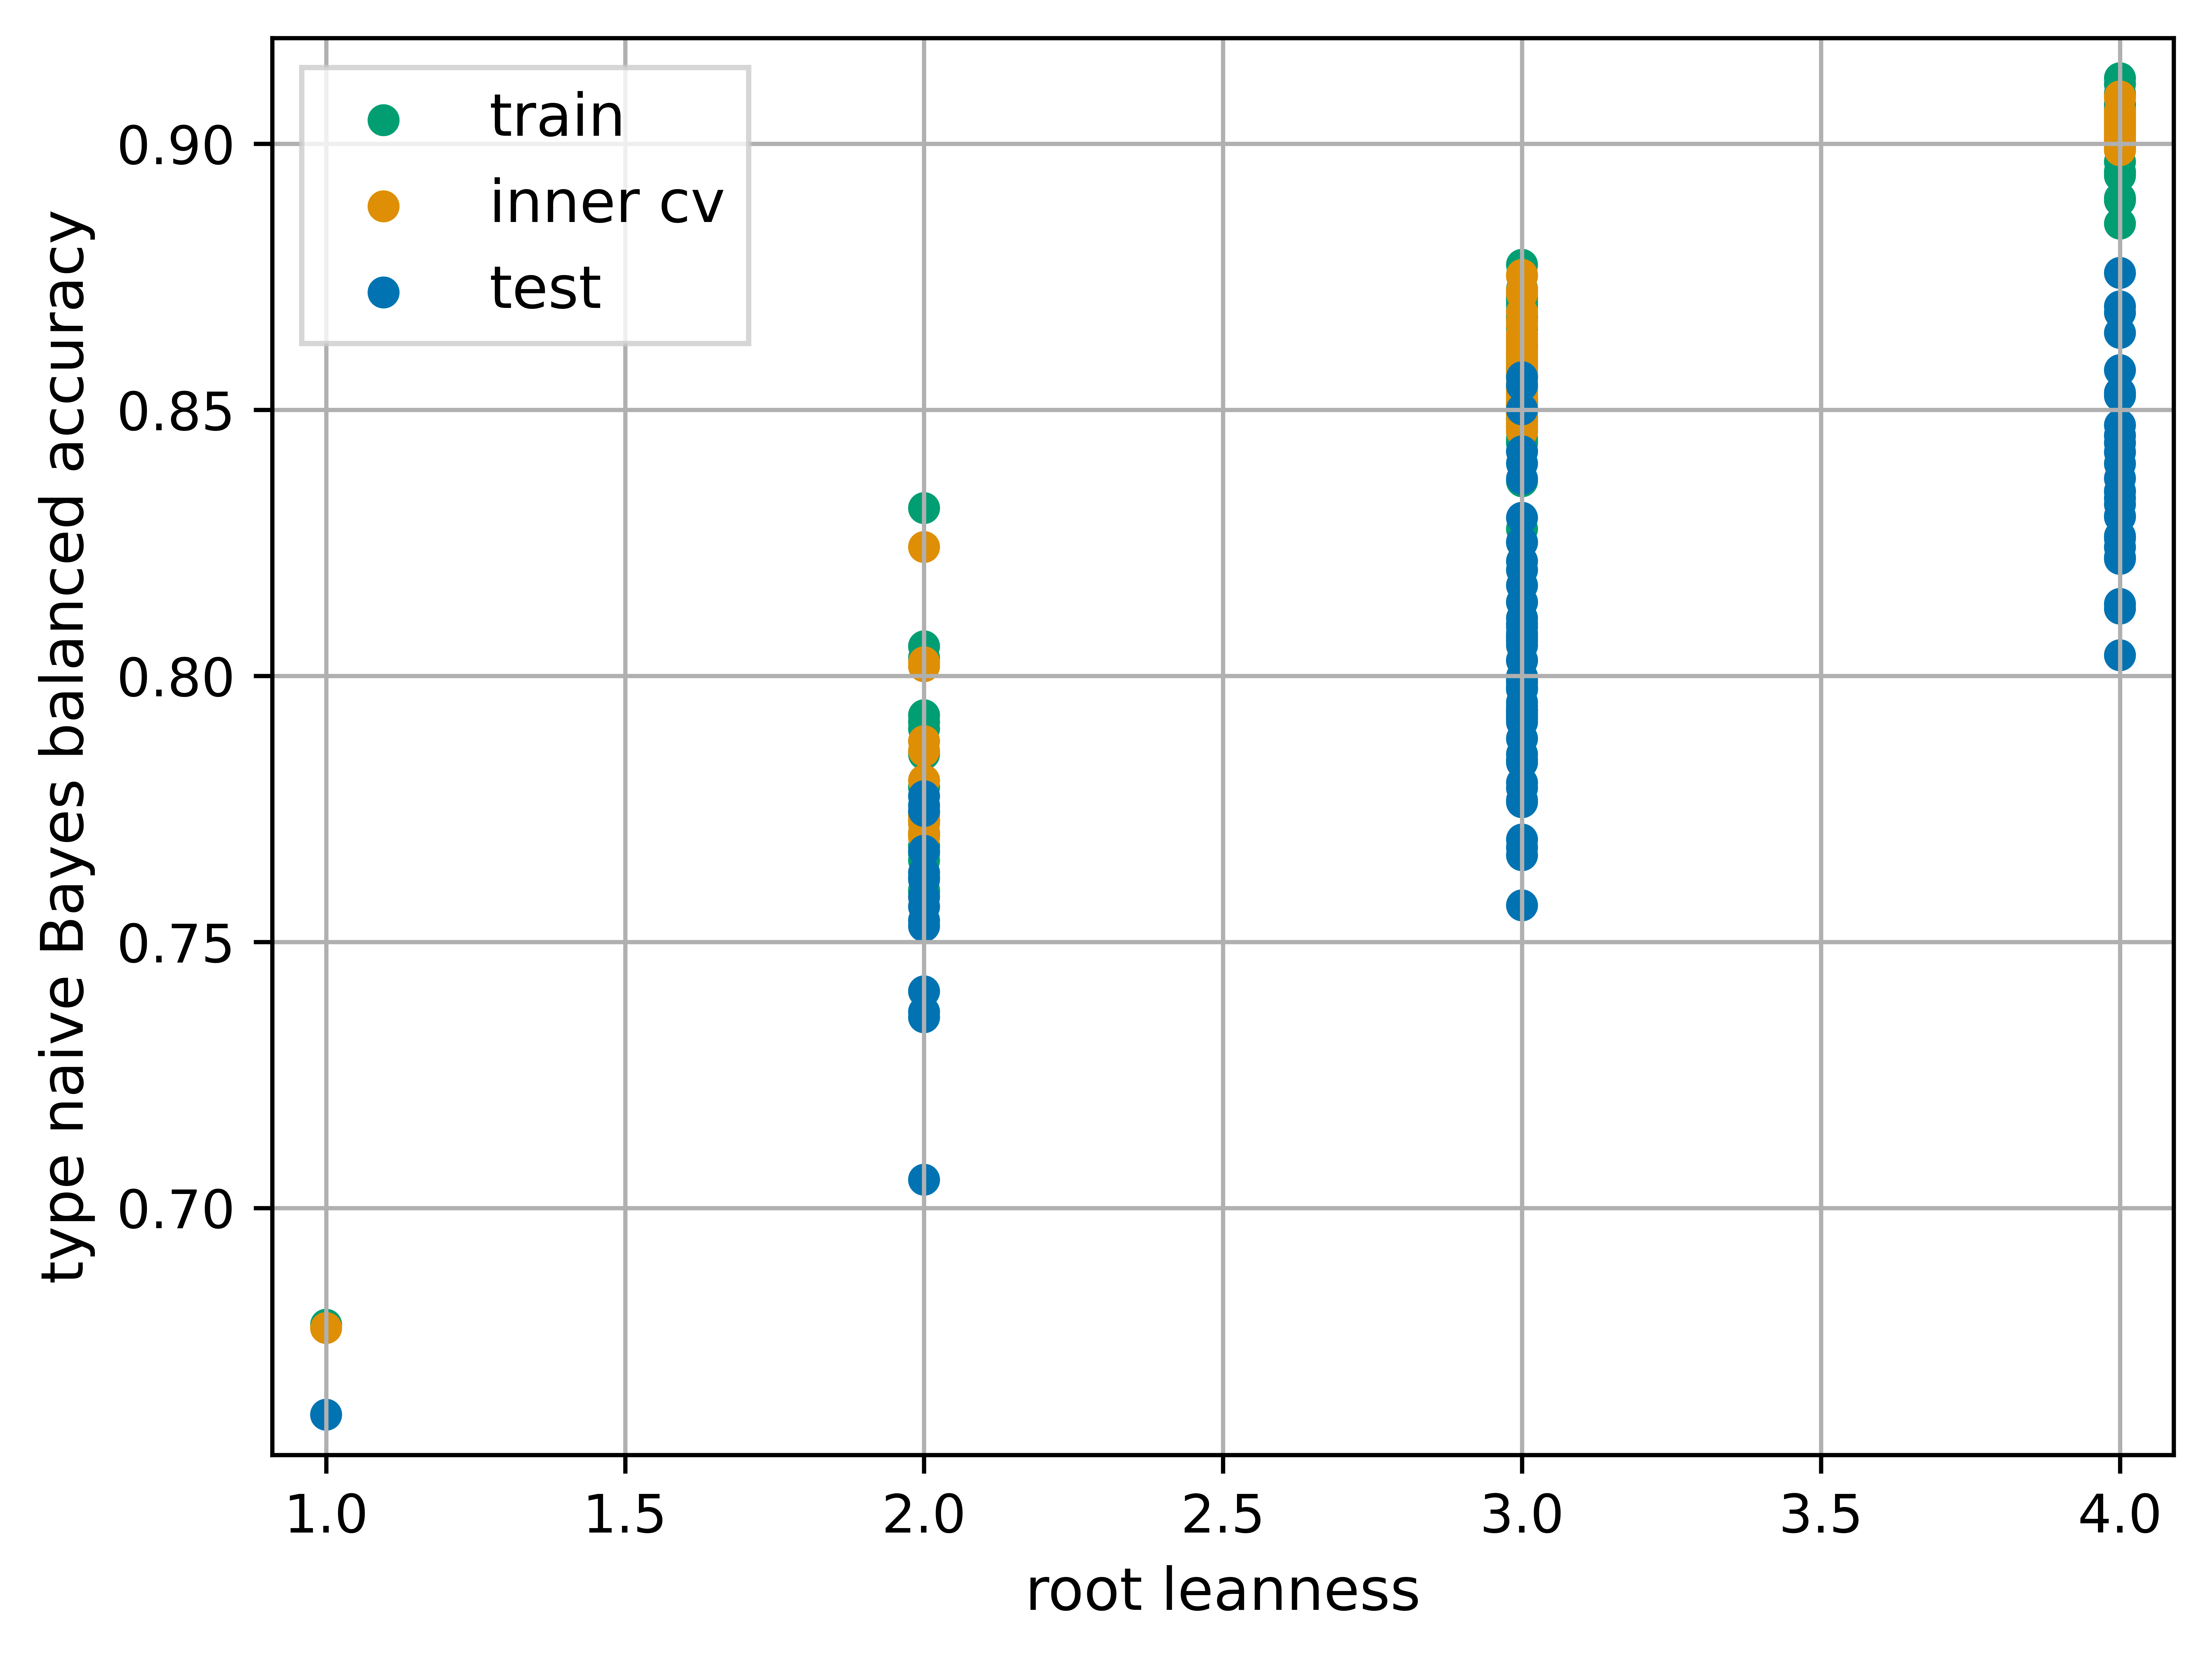 train
inner cv
test
type naive Bayes balanced accuracy
0.90
0.85
0.80
0.75
0.70
1.0 1.5 2.0 2.5 3.0 3.5 4.0
root leanness